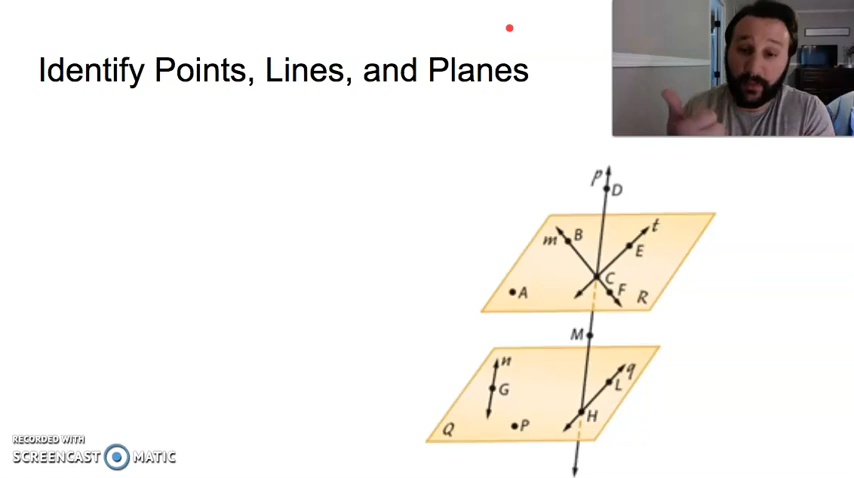 Identify Points, Lines, and Planes
p
D
m B
t
E
C
A
F
R
M
n
q
G
L
H
Q
P
RECORDED WITH
SCREENCAST MATIC